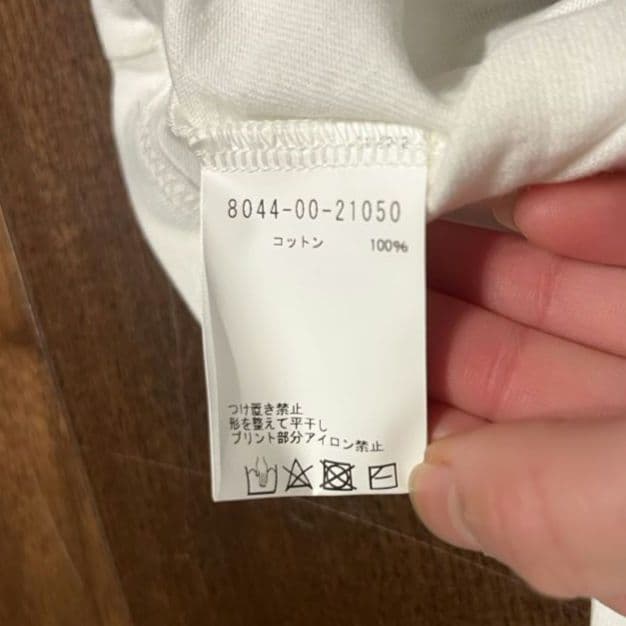 8044-00-21050
コットン 100%
つけ置き禁止
形を整えて平干し
プリント部分アイロン禁止